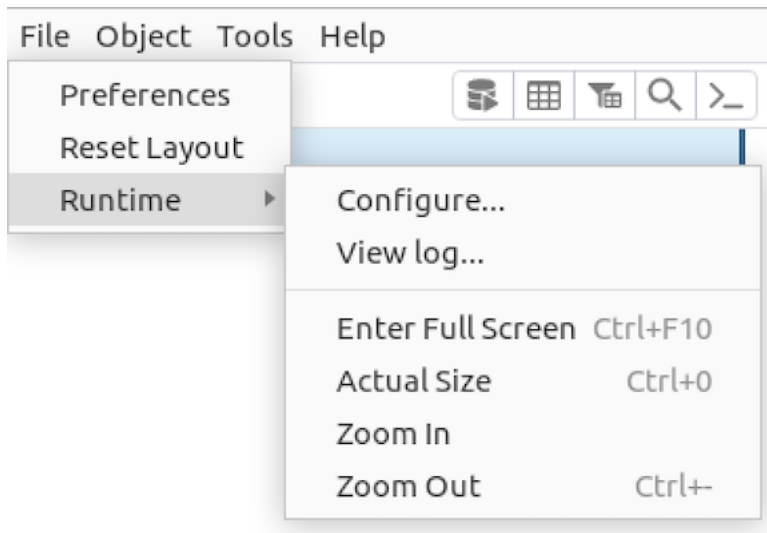 File Object Tools Help
Preferences
Reset Layout
Runtime
Configure...
View log...
Enter Full Screen Ctrl+F10
Actual Size Ctrl+0
Zoom In
Zoom Out Ctrl+-